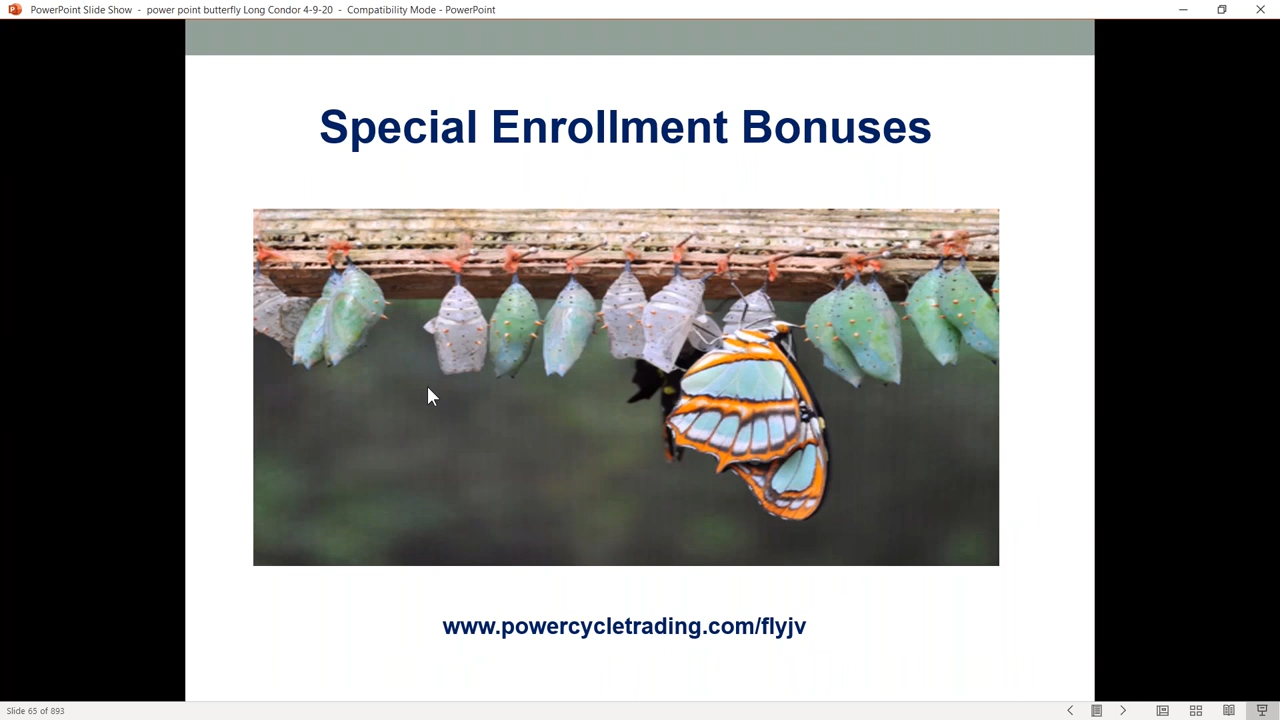 PowerPoint Slide Show - power point butterfly Long Condor 4-9-20 - Compatibility Mode - PowerPoint
Special Enrollment Bonuses
www.powercycletrading.com/flyjv
Slide 65 of 893